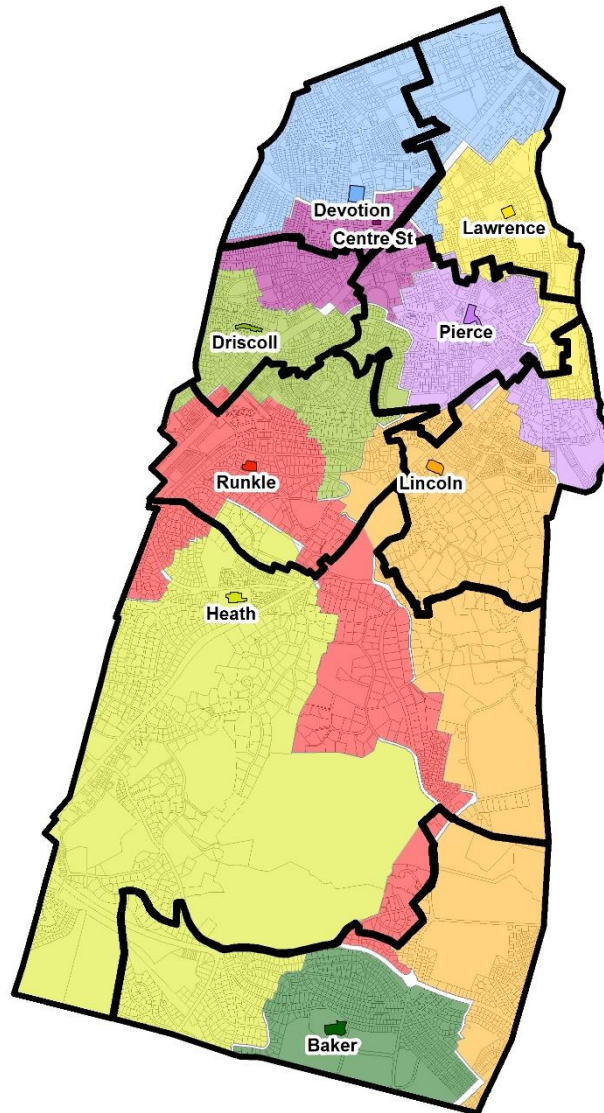 Devotion
Centre St
Lawrence
Driscoll
Pierce
Runkle
Lincoln
Heath
Baker